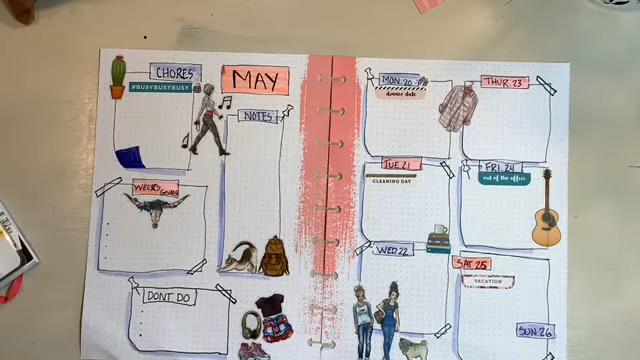 CHORES
#BUSYBUSYBUSY
MAY
NOTES
WEEK'S
GOALS
DONT DO
MON. 20
dinner date
TUE. 21
CLEANING DAY
WED. 22
THUR. 23
FRI. 24
out of the office
SAT. 25
VACATION
SUN. 26